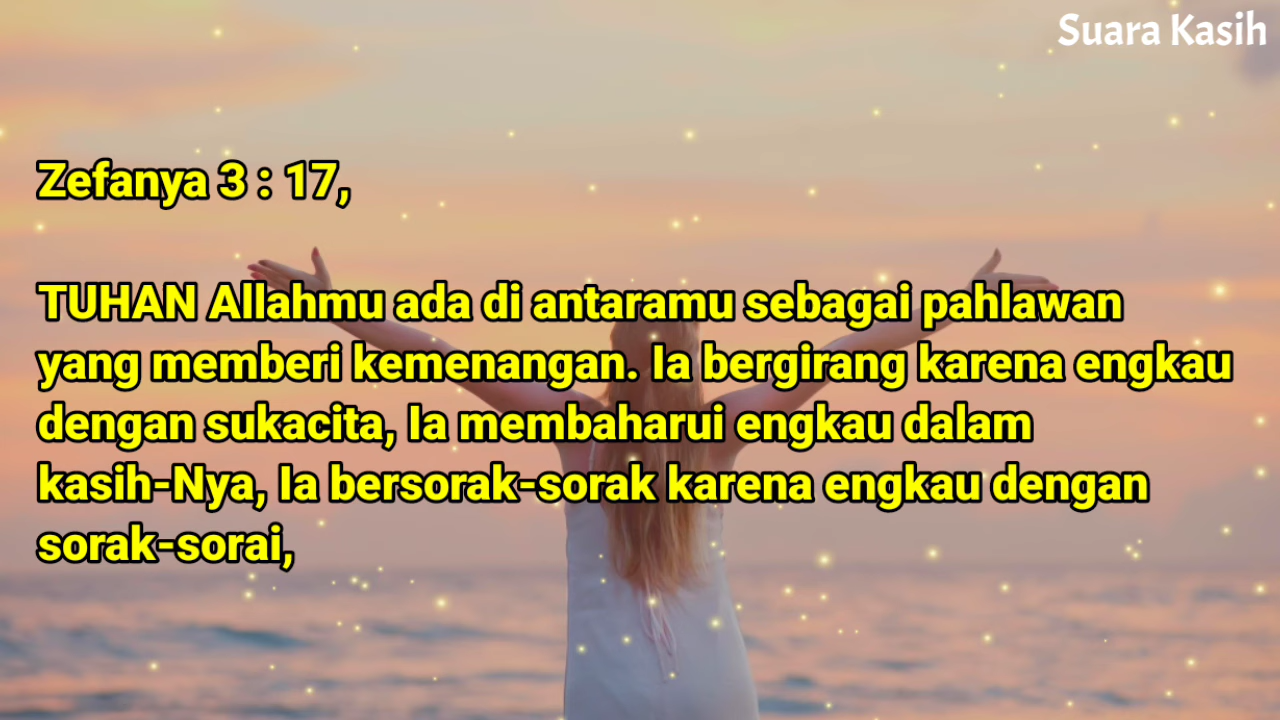 Suara Kasih
Zefanya 3 : 17,
TUHAN Allahmu ada di antaramu sebagai pahlawan
yang memberi kemenangan. Ia bergirang karena engkau
dengan sukacita, Ia membaharui engkau dalam
kasih-Nya, Ia bersorak-sorak karena engkau dengan
sorak-sorai,